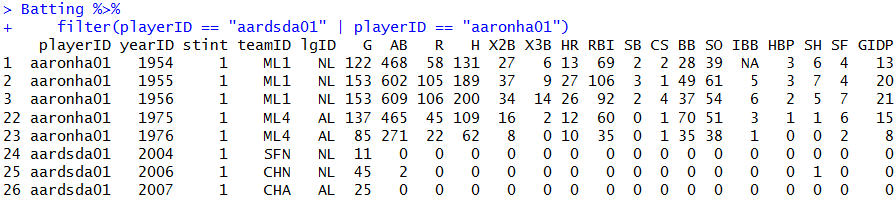 > Batting %>%
+     filter(playerID == "aardsda01" | playerID == "aaronha01")
    playerID yearID stint teamID lgID   G  AB   R   H X2B X3B HR RBI SB CS BB SO IBB HBP SH SF GIDP
1  aaronha01   1954     1    ML1   NL 122 468  58 131  27   6 13  69  2  2 28 39  NA   3  6  4   13
2  aaronha01   1955     1    ML1   NL 153 602 105 189  37   9 27 106  3  1 49 61   5   3  7  4   20
3  aaronha01   1956     1    ML1   NL 153 609 106 200  34  14 26  92  2  4 37 54   6   2  5  7   21
22 aaronha01   1975     1    ML4   AL 137 465  45 109  16   2 12  60  0  1 70 51   3   1  1  6   15
23 aaronha01   1976     1    ML4   AL  85 271  22  62   8   0 10  35  0  1 35 38   1   0  0  2    8
24 aardsda01   2004     1    SFN   NL  11   0   0   0   0   0  0   0  0  0  0  0   0   0  0  0    0
25 aardsda01   2006     1    CHN   NL  45   2   0   0   0   0  0   0  0  0  0  0   0   0  1  0    0
26 aardsda01   2007     1    CHA   AL  25   0   0   0   0   0  0   0  0  0  0  0   0   0  0  0    0